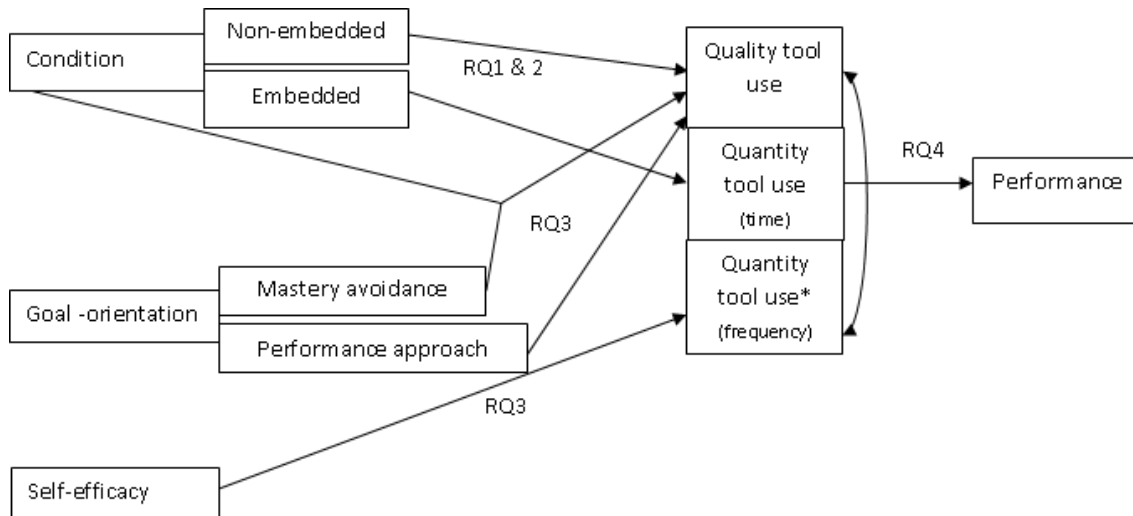 Non-embedded
Condition
Embedded
RQ1 & 2
Quality tool
use
Quantity
tool use
(time)
RQ4
Performance
RQ3
Mastery avoidance
Goal -orientation
Performance approach
Quantity
tool use*
(frequency)
RQ3
Self-efficacy